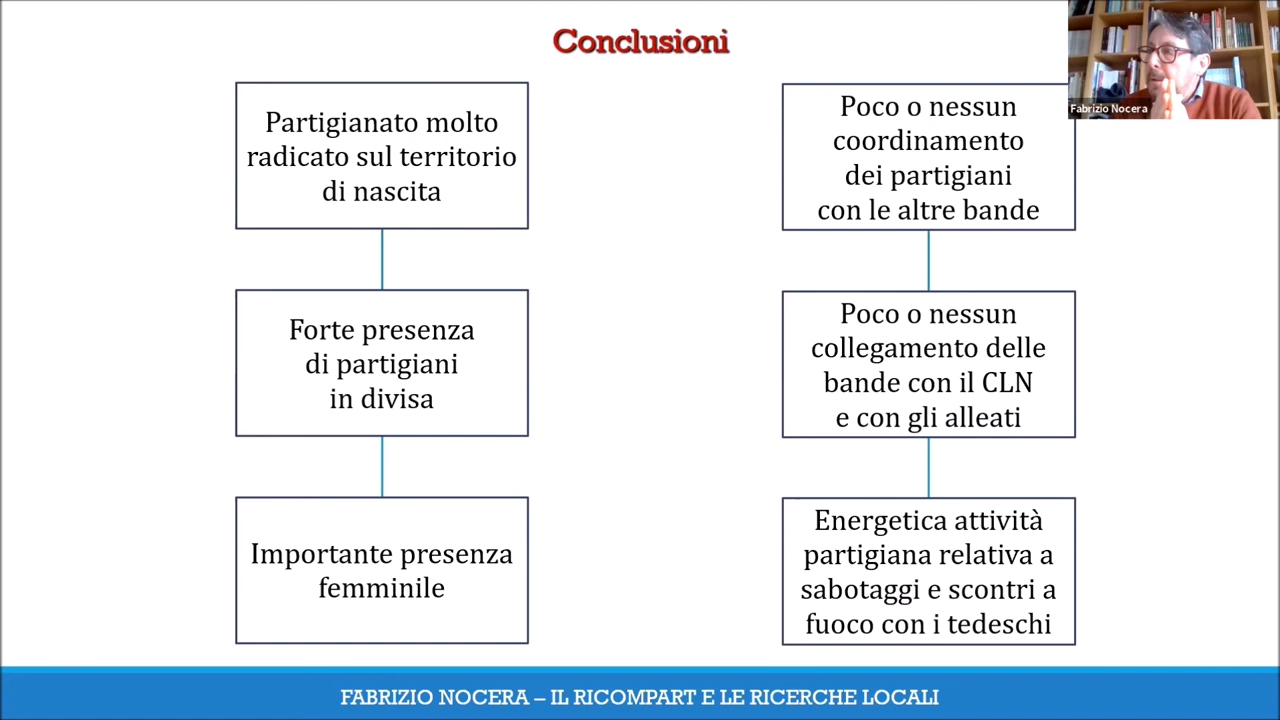 Conclusioni
Partigianato molto
radicato sul territorio
di nascita
Forte presenza
di partigiani
in divisa
Importante presenza
femminile
Poco o nessun
coordinamento
dei partigiani
con le altre bande
Poco o nessun
collegamento delle
bande con il CLN
e con gli alleati
Energetica attività
partigiana relativa a
sabotaggi e scontri a
fuoco con i tedeschi
Fabrizio Nocera
FABRIZIO NOCERA – IL RICOMPART E LE RICERCHE LOCALI